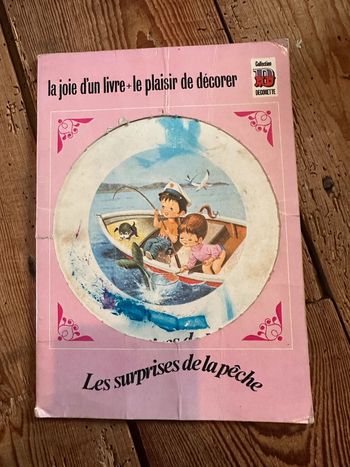 la joie d'un livre + le plaisir de décorer
Collection
DECORETTE
Les surprises de la pêche